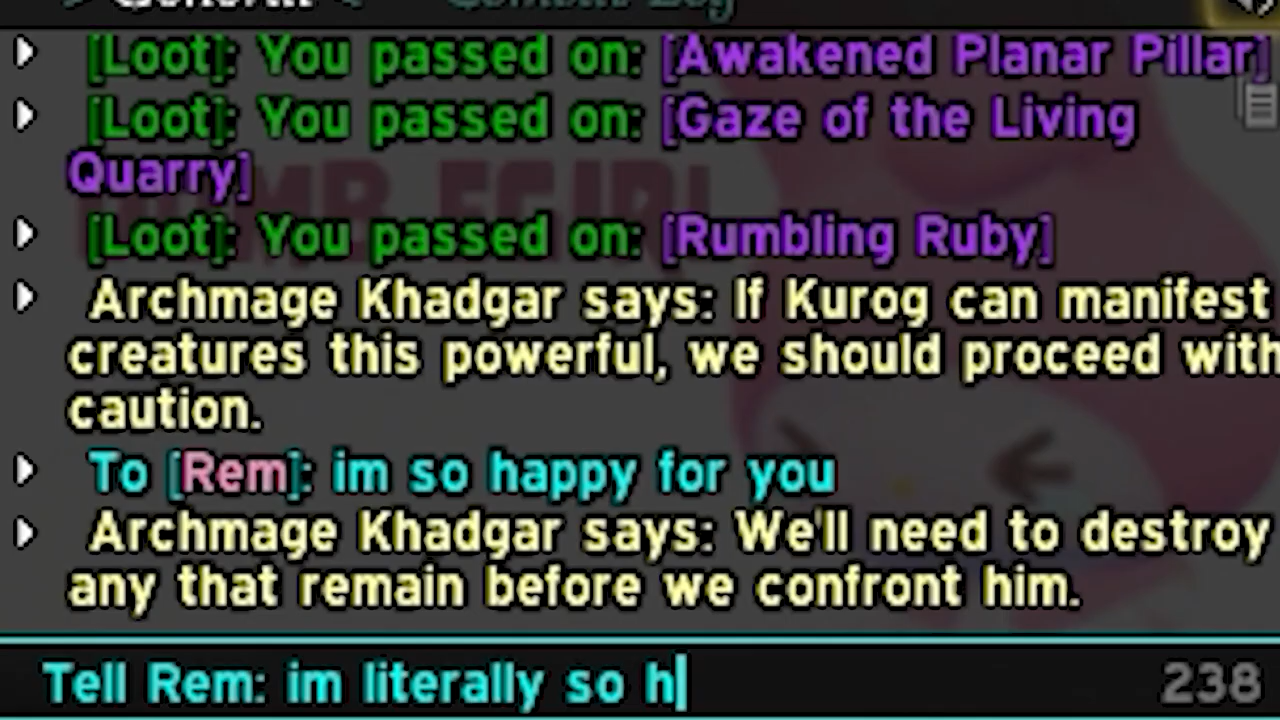 General
Combat Log
[Loot]: You passed on: [Awakened Planar Pillar]
[Loot]: You passed on: [Gaze of the Living
Quarry]
[Loot]: You passed on: [Rumbling Ruby]
Archmage Khadgar says: If Kurog can manifest
creatures this powerful, we should proceed with
caution.
To [Rem]: im so happy for you
Archmage Khadgar says: We'll need to destroy
any that remain before we confront him.
Tell Rem: im literally so h
238